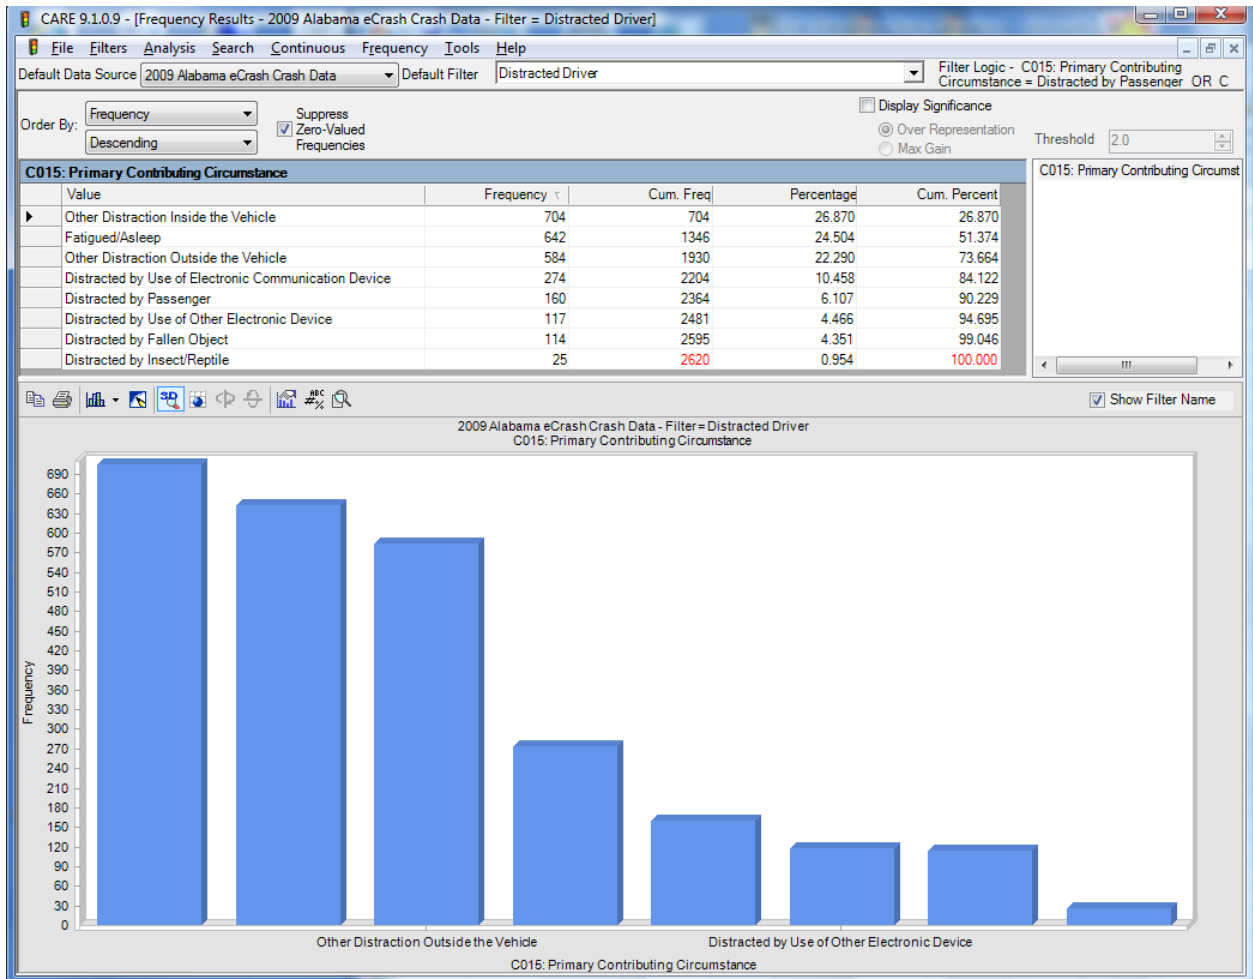 CARE 9.1.0.9 - [Frequency Results - 2009 Alabama eCrash Crash Data - Filter = Distracted Driver]
File Filters Analysis Search Continuous Frequency Tools Help
Default Data Source 2009 Alabama eCrash Crash Data Default Filter Distracted Driver
Filter Logic - C015: Primary Contributing
Circumstance = Distracted by Passenger OR C
Order By: Frequency
Descending
Suppress
Zero-Valued
Frequencies
Display Significance
Over Representation
Max Gain
Threshold 2.0
C015: Primary Contributing Circumstance
C015: Primary Contributing Circumst
Value Frequency Cum. Freq Percentage Cum. Percent
Other Distraction Inside the Vehicle 704 704 26.870 26.870
Fatigued/Asleep 642 1346 24.504 51.374
Other Distraction Outside the Vehicle 584 1930 22.290 73.664
Distracted by Use of Electronic Communication Device 274 2204 10.458 84.122
Distracted by Passenger 160 2364 6.107 90.229
Distracted by Use of Other Electronic Device 117 2481 4.466 94.695
Distracted by Fallen Object 114 2595 4.351 99.046
Distracted by Insect/Reptile 25 2620 0.954 100.000
3D ABC #% Show Filter Name
2009 Alabama eCrash Crash Data - Filter = Distracted Driver
C015: Primary Contributing Circumstance
690
660
630
600
570
540
510
480
450
420
390
360
330
300
270
240
210
180
150
120
90
60
30
0
Frequency
Other Distraction Outside the Vehicle Distracted by Use of Other Electronic Device
C015: Primary Contributing Circumstance